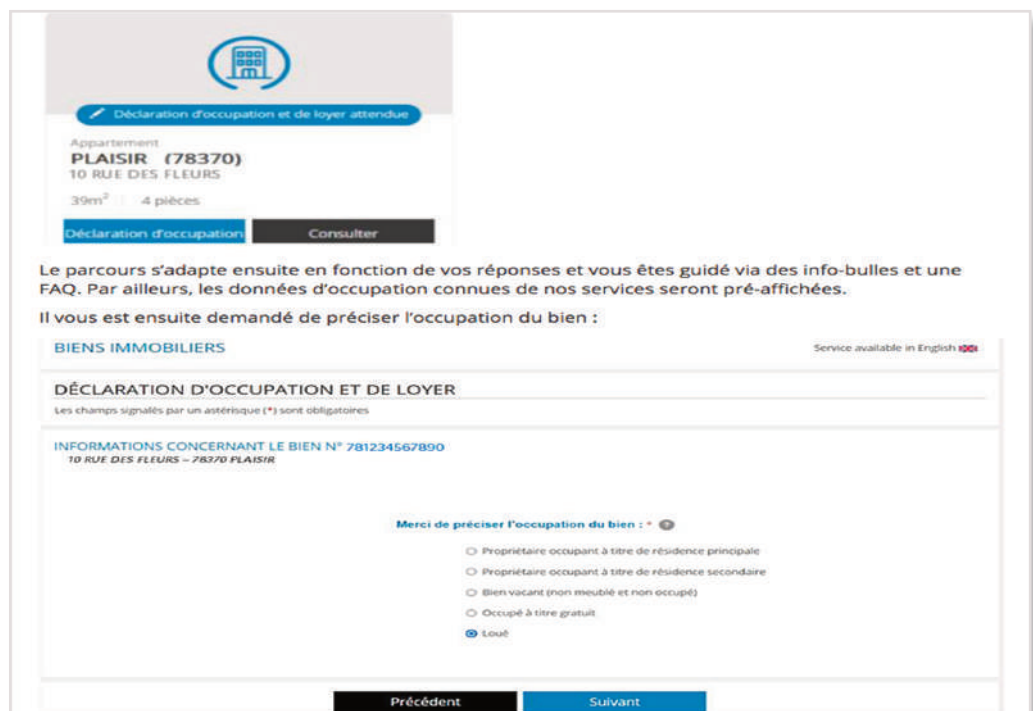 Déclaration d'occupation et de loyer attendue
Appartement
PLAISIR (78370)
10 RUE DES FLEURS
39m² 4 pièces
Déclaration d'occupation Consulter
Le parcours s'adapte ensuite en fonction de vos réponses et vous êtes guidé via des info-bulles et une
FAQ. Par ailleurs, les données d'occupation connues de nos services seront pré-affichées.
Il vous est ensuite demandé de préciser l'occupation du bien :
BIENS IMMOBILIERS Service available in English
DÉCLARATION D'OCCUPATION ET DE LOYER
Les champs signalés par un astérisque (*) sont obligatoires
INFORMATIONS CONCERNANT LE BIEN N° 781234567890
10 RUE DES FLEURS – 78370 PLAISIR
Merci de préciser l'occupation du bien : * ?
Propriétaire occupant à titre de résidence principale
Propriétaire occupant à titre de résidence secondaire
Bien vacant (non meublé et non occupé)
Occupé à titre gratuit
Loué
Précédent Suivant